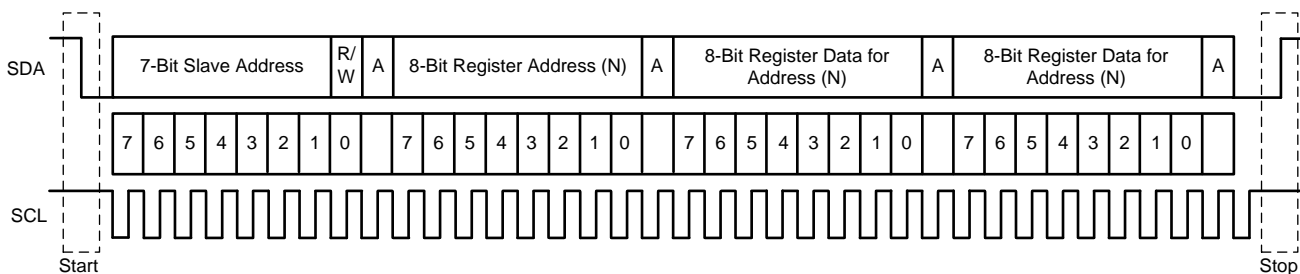 SDA
7-Bit Slave Address
R/
W
A
8-Bit Register Address (N)
A
8-Bit Register Data for
Address (N)
A
8-Bit Register Data for
Address (N)
A
7 6 5 4 3 2 1 0 7 6 5 4 3 2 1 0 7 6 5 4 3 2 1 0 7 6 5 4 3 2 1 0
SCL
Start
Stop